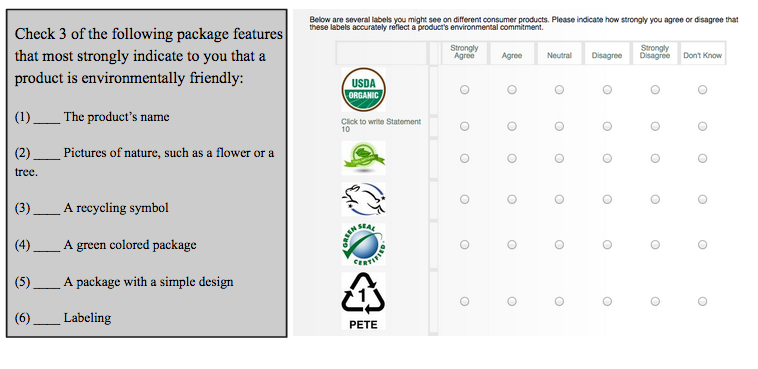 Check 3 of the following package features
that most strongly indicate to you that a
product is environmentally friendly:
(1) ____ The product's name
(2) ____ Pictures of nature, such as a flower or a
tree.
(3) ____ A recycling symbol
(4) ____ A green colored package
(5) ____ A package with a simple design
(6) ____ Labeling
Below are several labels you might see on different consumer products. Please indicate how strongly you agree or disagree that
these labels accurately reflect a product's environmental commitment.
Strongly Agree Agree Neutral Disagree Strongly Disagree Don't Know
USDA
ORGANIC
Click to write Statement
10
GREEN SEAL
CERTIFIED
1
PETE